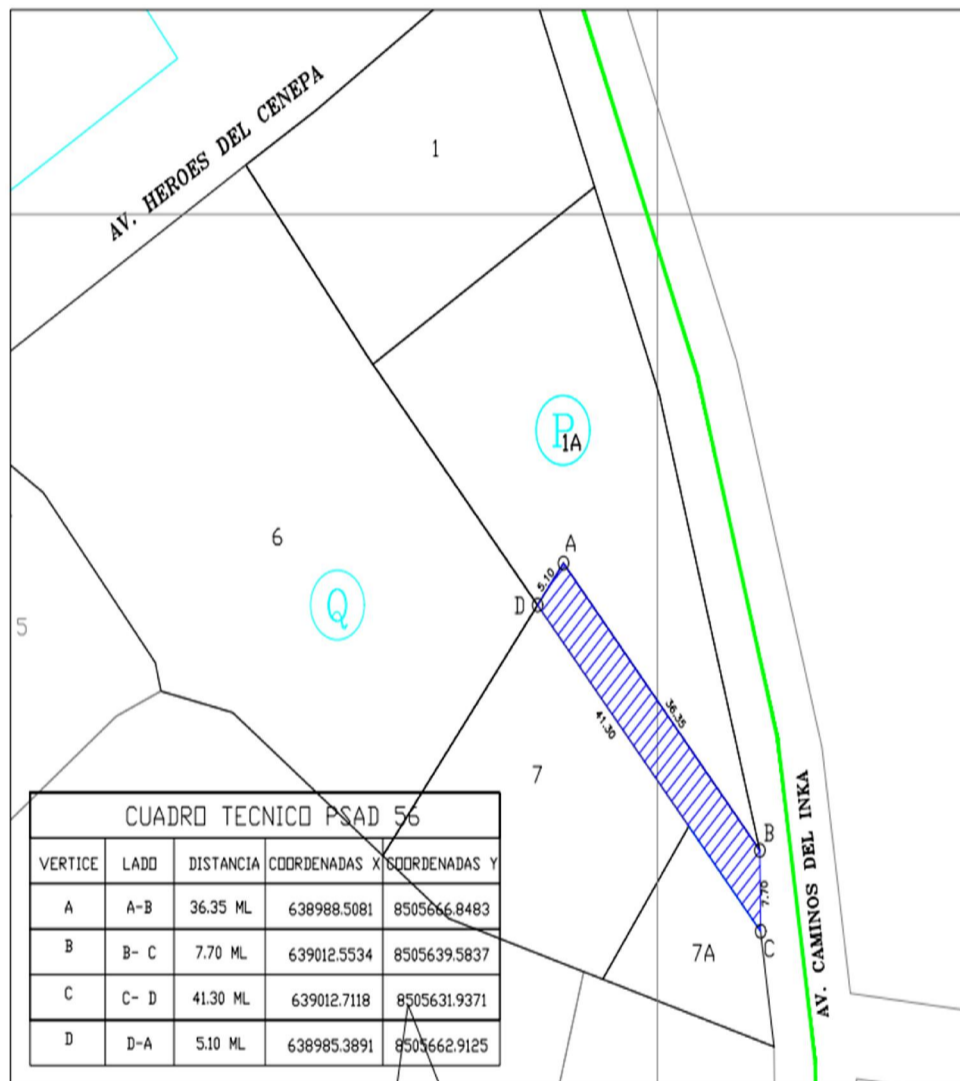 AV. HEROES DEL CENEPA
1
P
1A
6
Q
5
A
5.10
D
36.35
41.30
7
B
7.70
C
7A
AV. CAMINOS DEL INKA
CUADRO TECNICO PSAD 56
VERTICE LADO DISTANCIA COORDENADAS X COORDENADAS Y
A A-B 36.35 ML 638988.5081 8505666.8483
B B- C 7.70 ML 639012.5534 8505639.5837
C C- D 41.30 ML 639012.7118 8505631.9371
D D-A 5.10 ML 638985.3891 8505662.9125